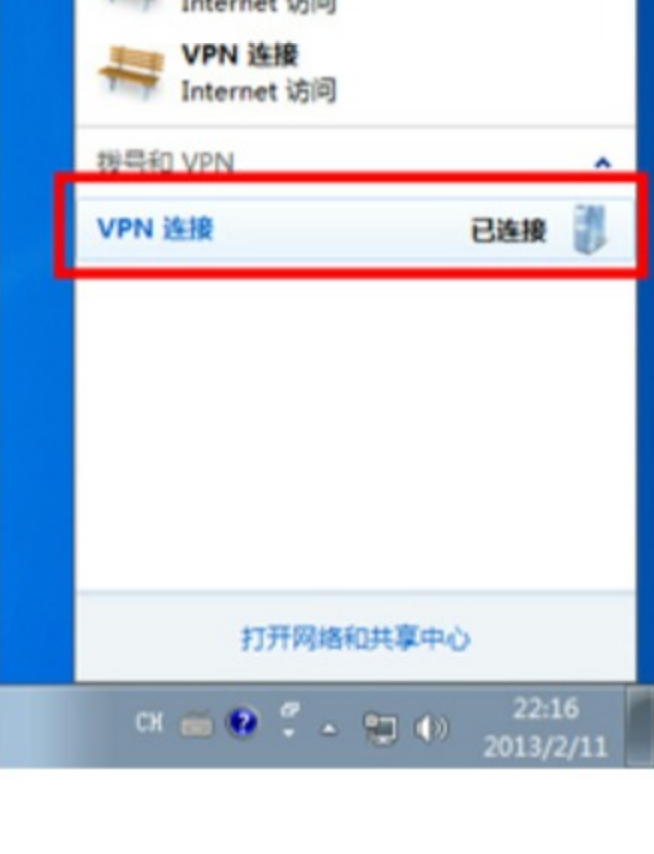 Internet 访问
VPN 连接
Internet 访问
拨号和 VPN
VPN 连接 已连接
打开网络和共享中心
CH
22:16
2013/2/11